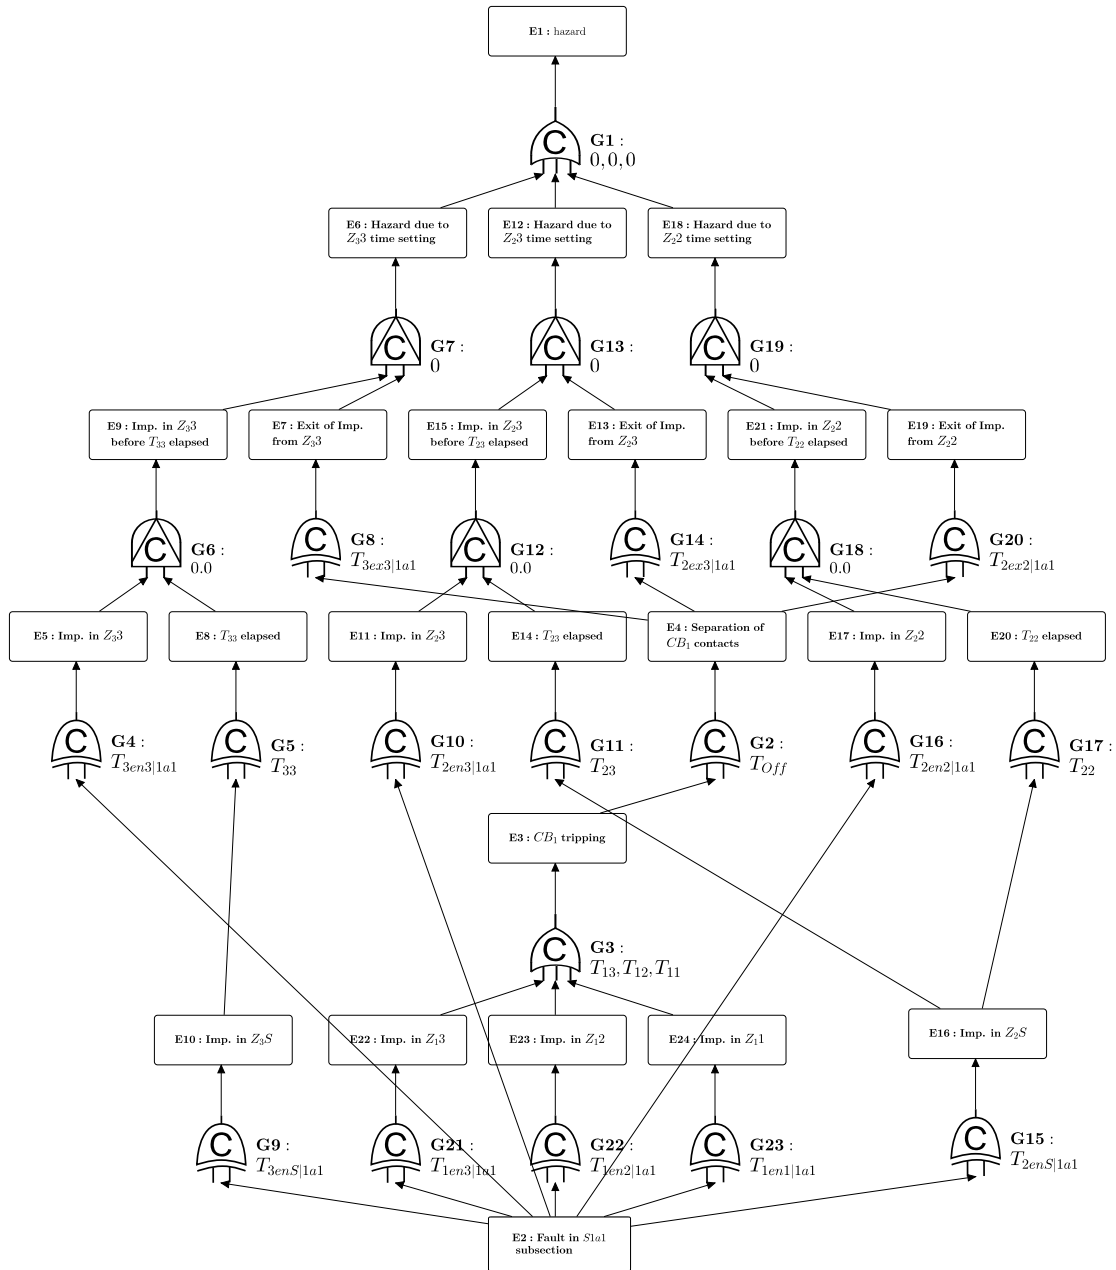 E1 : hazard
C
G1 :
0, 0, 0
E6 : Hazard due to
Z₃3 time setting
E12 : Hazard due to
Z₂3 time setting
E18 : Hazard due to
Z₂2 time setting
C
G7 :
0
C
G13 :
0
C
G19 :
0
E9 : Imp. in Z₃3
before T₃₃ elapsed
E7 : Exit of Imp.
from Z₃3
E15 : Imp. in Z₂3
before T₂₃ elapsed
E13 : Exit of Imp.
from Z₂3
E21 : Imp. in Z₂2
before T₂₂ elapsed
E19 : Exit of Imp.
from Z₂2
C
G6 :
0.0
C
G8 :
T₃ₑₓ₃|₁ₐ₁
C
G12 :
0.0
C
G14 :
T₂ₑₓ₃|₁ₐ₁
C
G18 :
0.0
C
G20 :
T₂ₑₓ₂|₁ₐ₁
E5 : Imp. in Z₃3
E8 : T₃₃ elapsed
E11 : Imp. in Z₂3
E14 : T₂₃ elapsed
E4 : Separation of
CB₁ contacts
E17 : Imp. in Z₂2
E20 : T₂₂ elapsed
C
G4 :
T₃ₑₙ₃|₁ₐ₁
C
G5 :
T₃₃
C
G10 :
T₂ₑₙ₃|₁ₐ₁
C
G11 :
T₂₃
C
G2 :
T_Off
C
G16 :
T₂ₑₙ₂|₁ₐ₁
C
G17 :
T₂₂
E3 : CB₁ tripping
C
G3 :
T₁₃, T₁₂, T₁₁
E10 : Imp. in Z₃S
E22 : Imp. in Z₁3
E23 : Imp. in Z₁2
E24 : Imp. in Z₁1
E16 : Imp. in Z₂S
C
G9 :
T₃ₑₙS|₁ₐ₁
C
G21 :
T₁ₑₙ₃|₁ₐ₁
C
G22 :
T₁ₑₙ₂|₁ₐ₁
C
G23 :
T₁ₑₙ₁|₁ₐ₁
C
G15 :
T₂ₑₙS|₁ₐ₁
E2 : Fault in S1a1
subsection